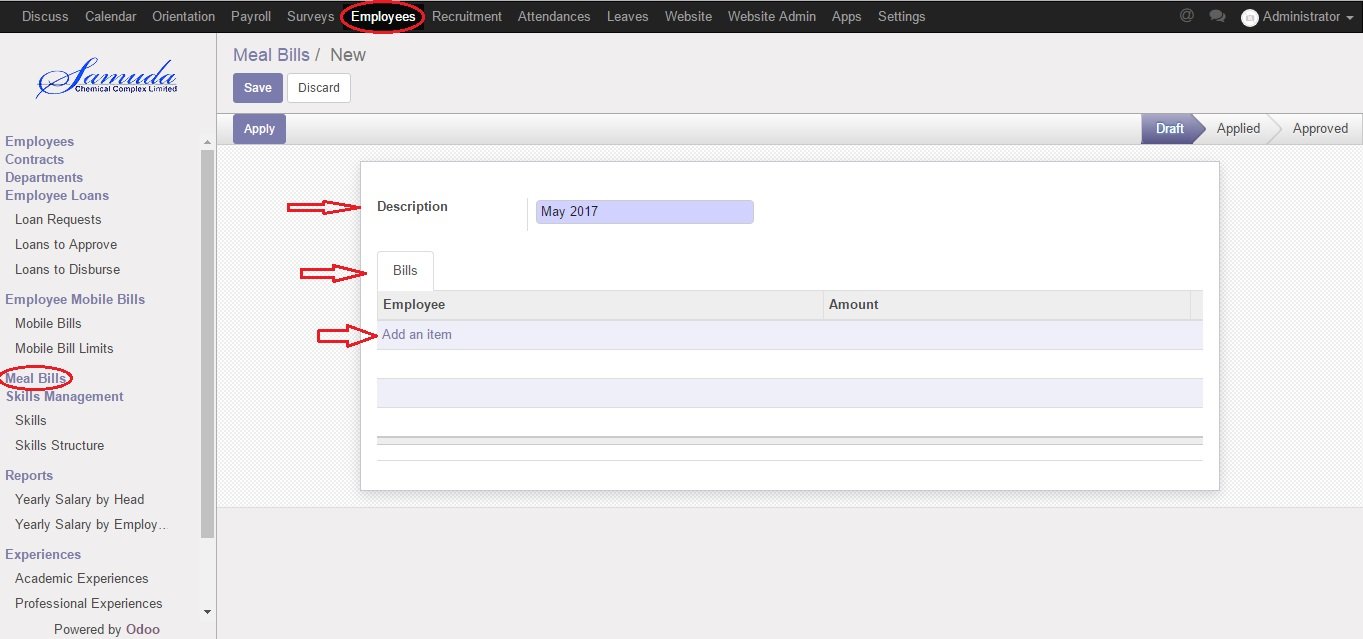 Discuss Calendar Orientation Payroll Surveys Employees Recruitment Attendances Leaves Website Website Admin Apps Settings @ Administrator
Samuda
Chemical Complex Limited
Employees
Contracts
Departments
Employee Loans
Loan Requests
Loans to Approve
Loans to Disburse
Employee Mobile Bills
Mobile Bills
Mobile Bill Limits
Meal Bills
Skills Management
Skills
Skills Structure
Reports
Yearly Salary by Head
Yearly Salary by Employ...
Experiences
Academic Experiences
Professional Experiences
Powered by Odoo
Meal Bills / New
Save Discard
Apply Draft Applied Approved
Description May 2017
Bills
Employee Amount
Add an item